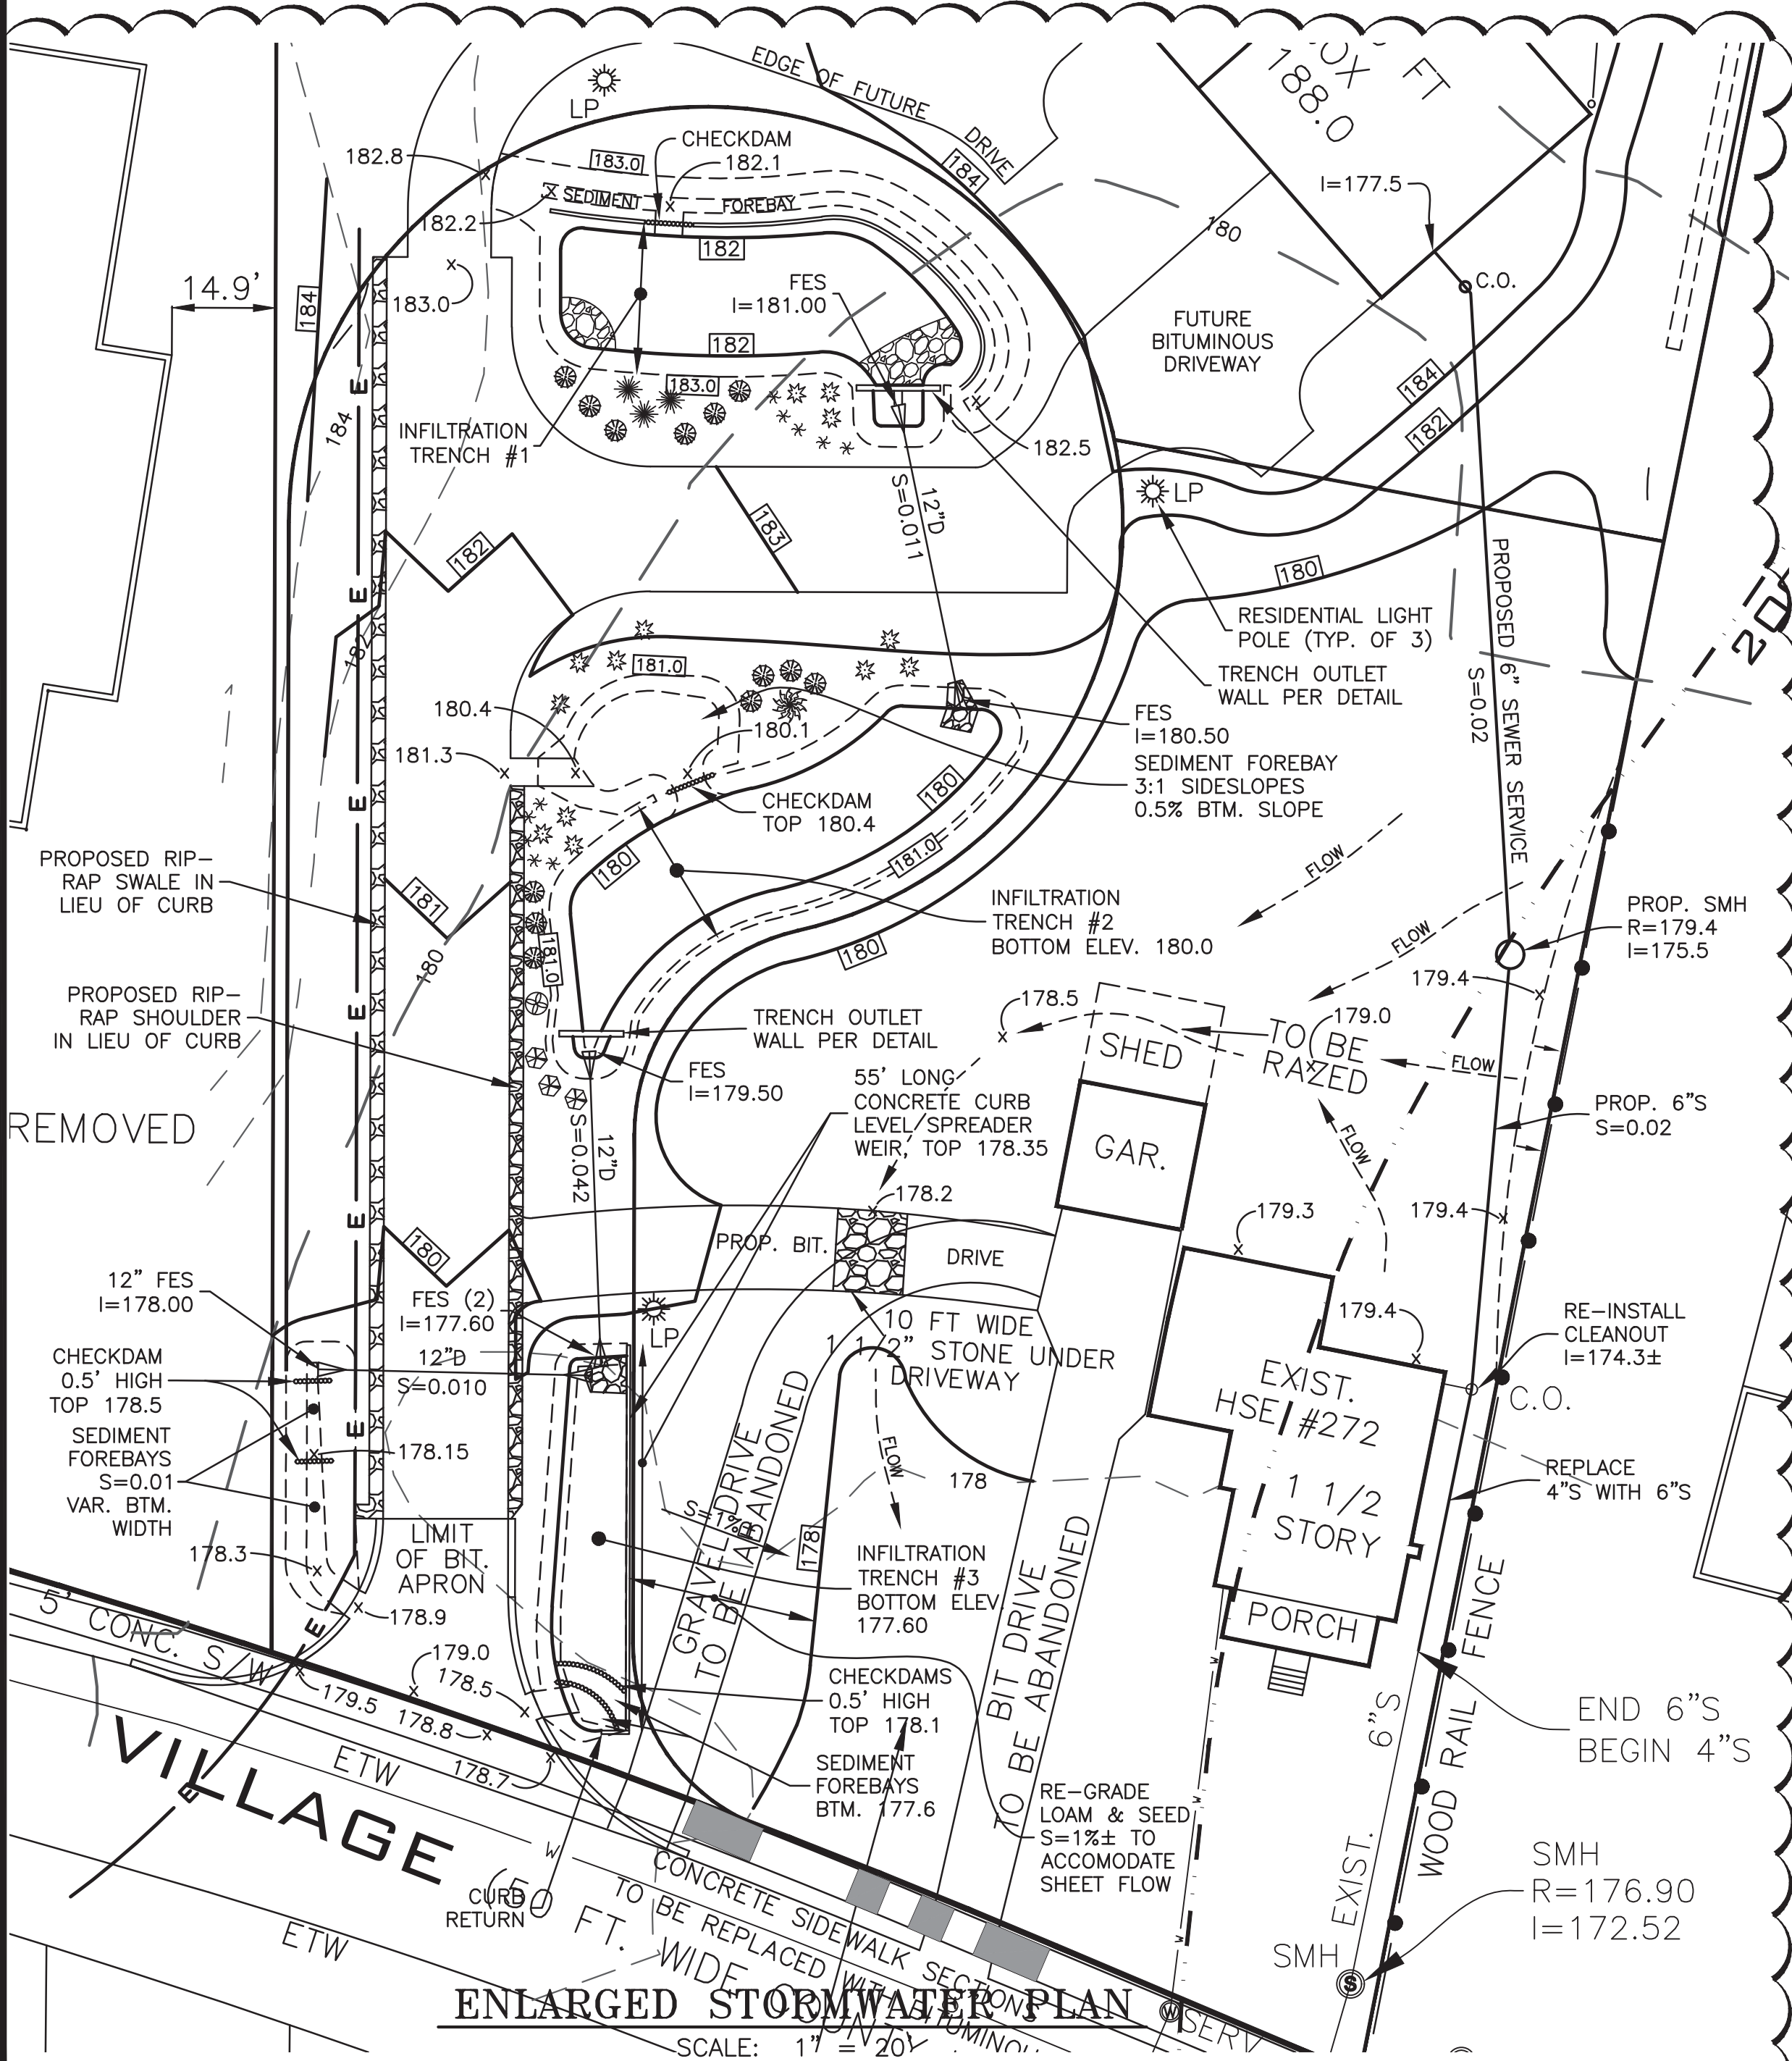 EDGE OF FUTURE
DRIVE
OX FT
188.0
LP
CHECKDAM
182.1
182.8
183.0
SEDIMENT FOREBAY
182.2
182
184
180
I=177.5
C.O.
14.9'
184
183.0
FES
I=181.00
182
183.0
FUTURE
BITUMINOUS
DRIVEWAY
184
182
E
184
INFILTRATION
TRENCH #1
182.5
12"D
S=0.011
LP
183
182
180
E
182
RESIDENTIAL LIGHT
POLE (TYP. OF 3)
TRENCH OUTLET
WALL PER DETAIL
PROPOSED 6" SEWER SERVICE
S=0.02
181.0
180.4
180.1
181.3
FES
I=180.50
SEDIMENT FOREBAY
3:1 SIDESLOPES
0.5% BTM. SLOPE
E
CHECKDAM
TOP 180.4
180
181.0
180
FLOW
PROPOSED RIP-
RAP SWALE IN
LIEU OF CURB
181
180
181.0
INFILTRATION
TRENCH #2
BOTTOM ELEV. 180.0
180
FLOW
PROP. SMH
R=179.4
I=175.5
179.4
PROPOSED RIP-
RAP SHOULDER
IN LIEU OF CURB
E
TRENCH OUTLET
WALL PER DETAIL
178.5
SHED
TO BE
RAZED
179.0
FLOW
FES
I=179.50
55' LONG
CONCRETE CURB
LEVEL/SPREADER
WEIR, TOP 178.35
REMOVED
GAR.
FLOW
PROP. 6"S
S=0.02
12"D
S=0.042
E
178.2
179.3
179.4
180
PROP. BIT.
DRIVE
12" FES
I=178.00
FES (2)
I=177.60
LP
10 FT WIDE
1 1/2" STONE UNDER
DRIVEWAY
179.4
RE-INSTALL
CLEANOUT
I=174.3±
C.O.
CHECKDAM
0.5' HIGH
TOP 178.5
12"D
S=0.010
EXIST.
HSE #272
1 1/2
STORY
SEDIMENT
FOREBAYS
S=0.01
VAR. BTM.
WIDTH
E
178.15
FLOW
178
REPLACE
4"S WITH 6"S
S=1%±
178
178.3
LIMIT
OF BIT.
APRON
GRAVEL DRIVE
TO BE ABANDONED
INFILTRATION
TRENCH #3
BOTTOM ELEV.
177.60
BIT DRIVE
TO BE ABANDONED
PORCH
WOOD RAIL FENCE
5' CONC. S/W
E
178.9
179.0
179.5
178.5
178.8
178.7
CHECKDAMS
0.5' HIGH
TOP 178.1
SEDIMENT
FOREBAYS
BTM. 177.6
END 6"S
BEGIN 4"S
RE-GRADE
LOAM & SEED
S=1%± TO
ACCOMODATE
SHEET FLOW
EXIST. 6"S
ETW
VILLAGE
E
W
CURB
RETURN
(50 FT. WIDE COUNTY
CONCRETE SIDEWALK SECTIONS
TO BE REPLACED WITH BITUMINOU
ETW
SMH
R=176.90
I=172.52
SMH
S
W
SERV
ENLARGED STORMWATER PLAN
SCALE: 1" = 20'